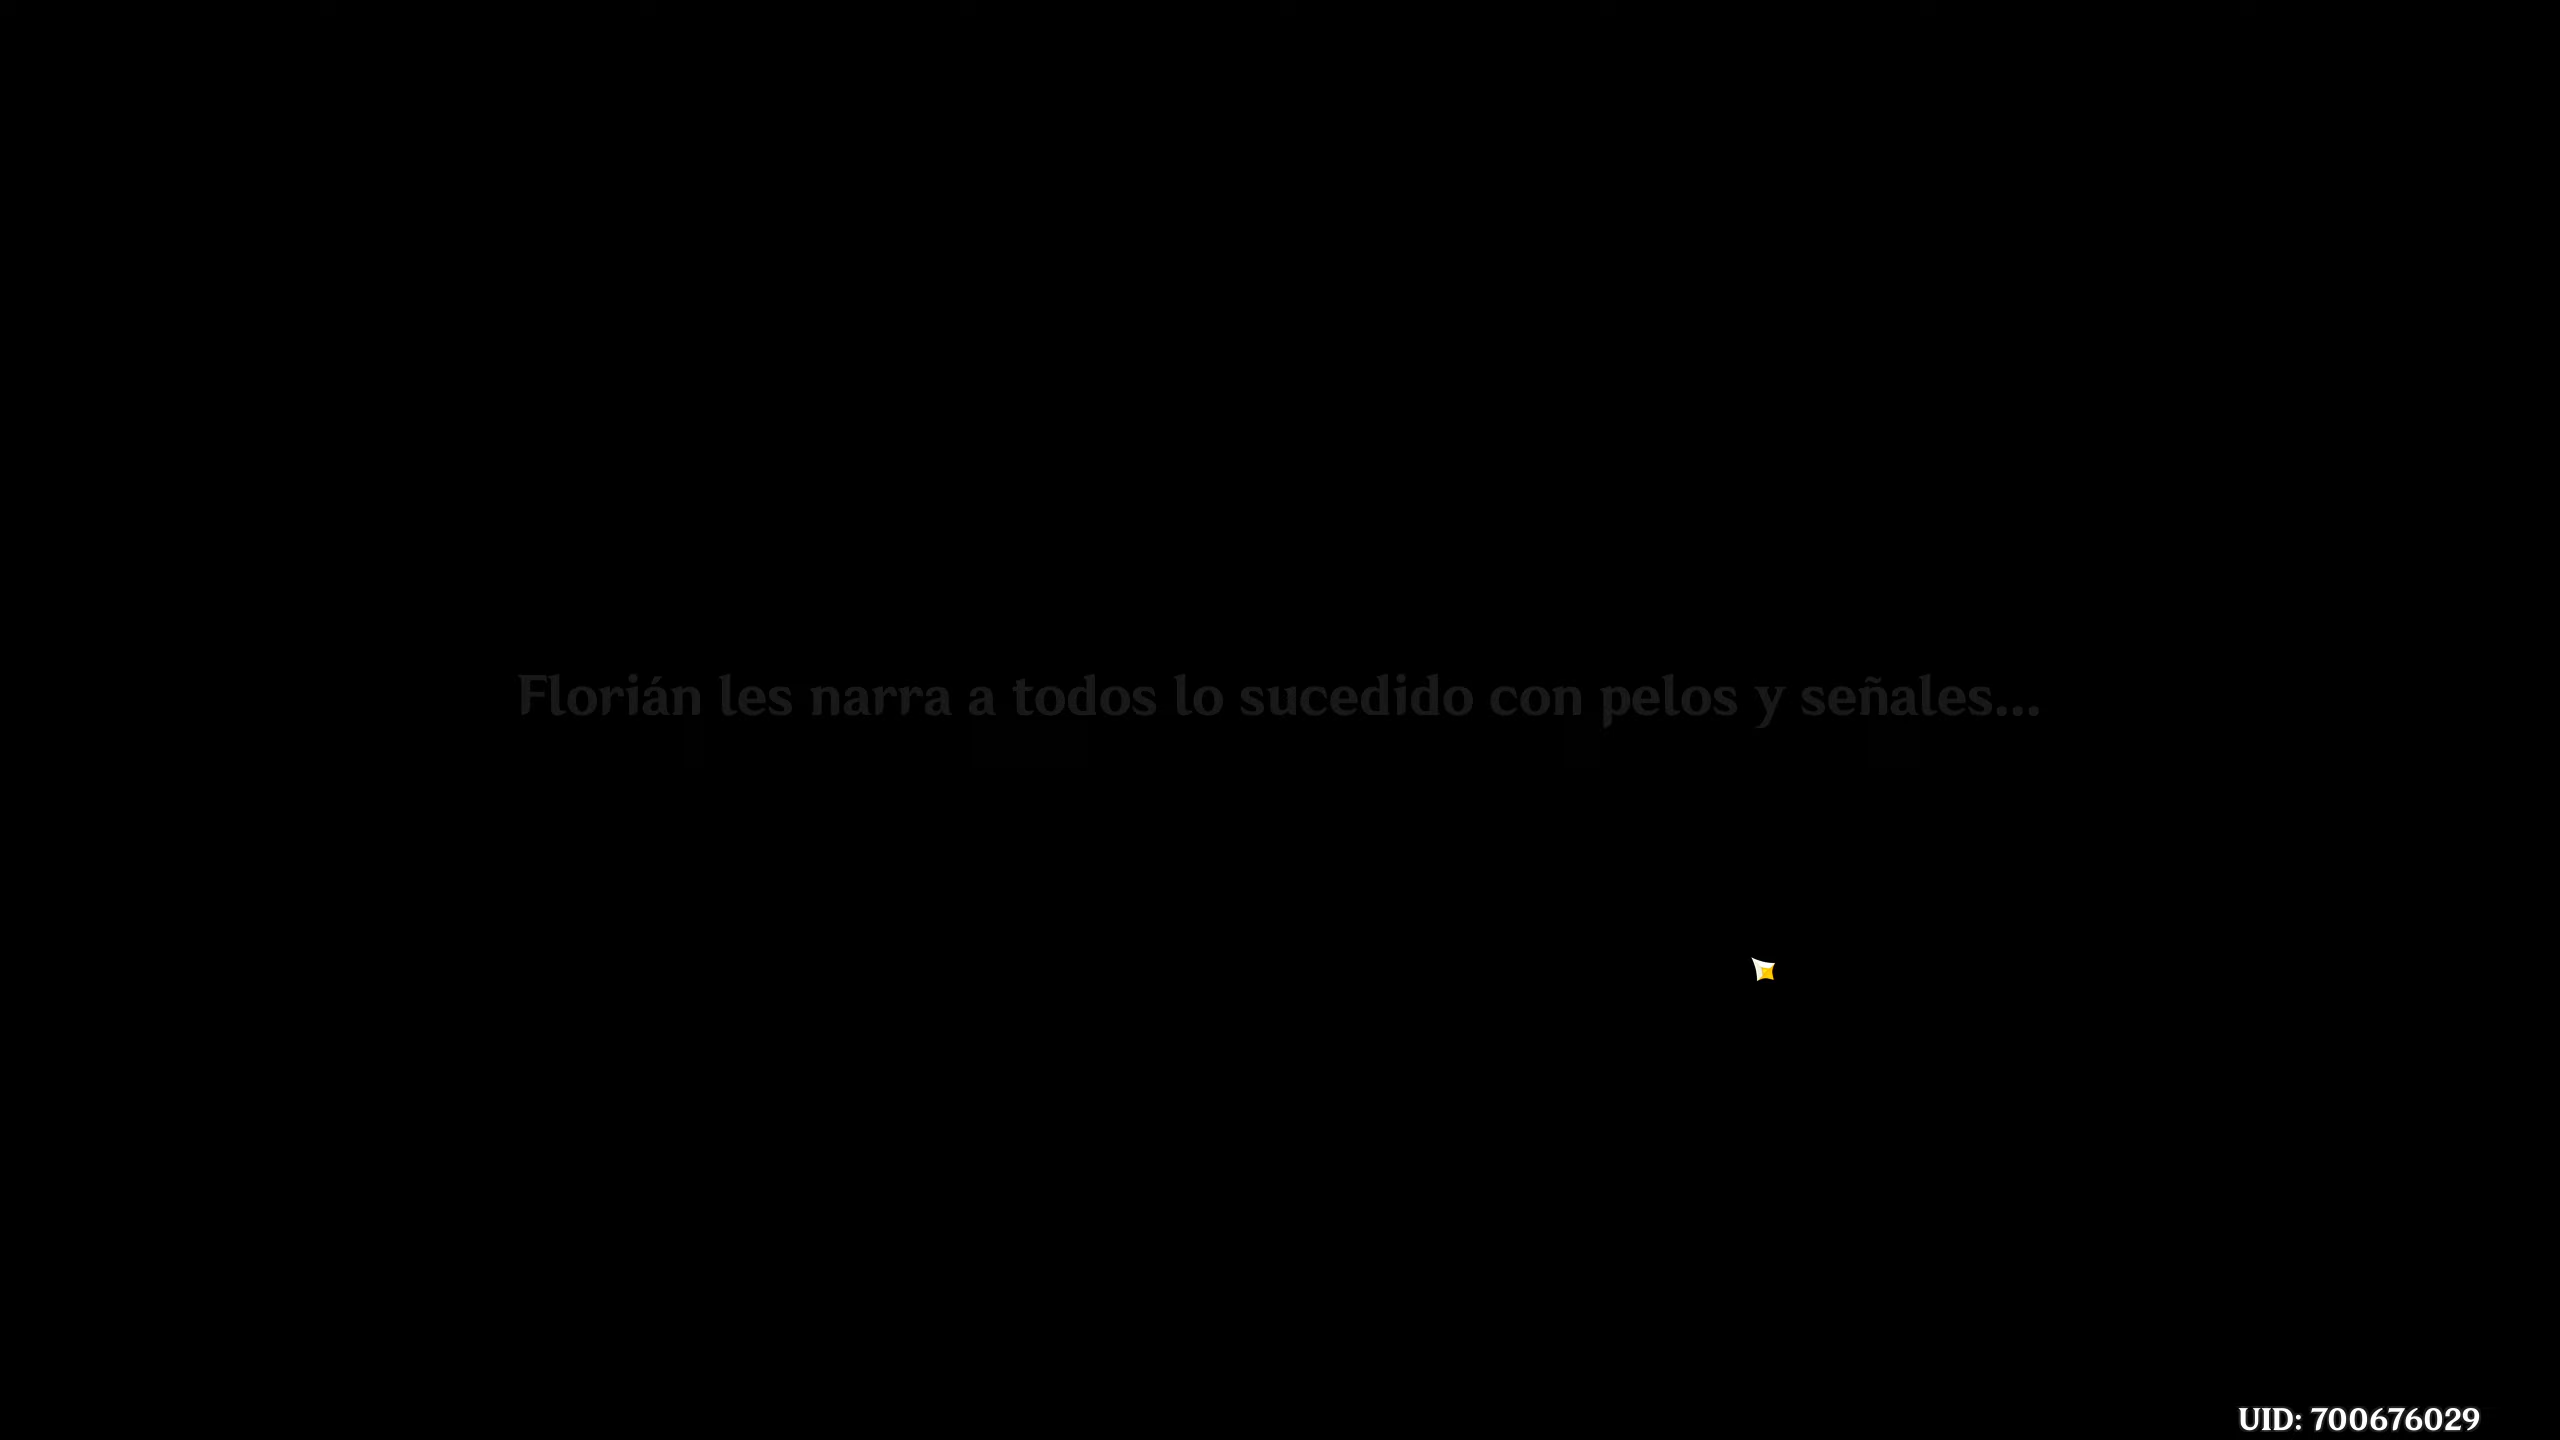 Florián les narra a todos lo sucedido con pelos y señales...
UID: 700676029